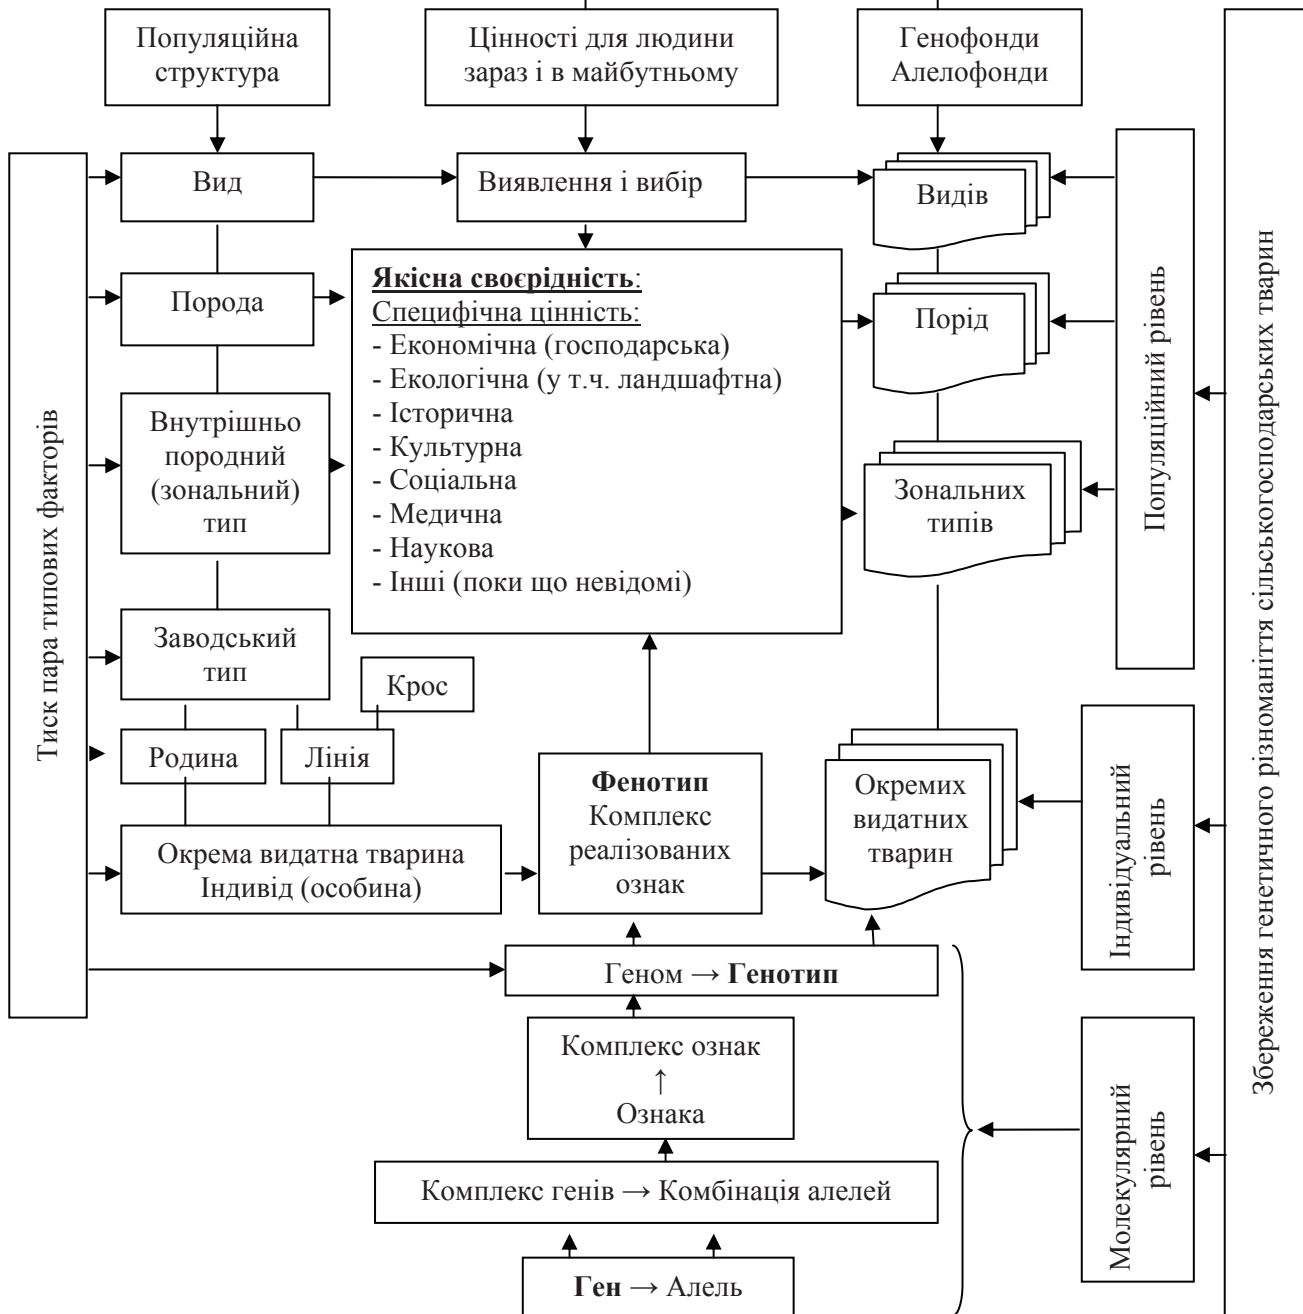 Популяційна
структура
Цінності для людини
зараз і в майбутньому
Генофонди
Алелофонди
Вид
Виявлення і вибір
Видів
Порода
Якісна своєрідність:
Специфічна цінність:
- Економічна (господарська)
- Екологічна (у т.ч. ландшафтна)
- Історична
- Культурна
- Соціальна
- Медична
- Наукова
- Інші (поки що невідомі)
Порід
Внутрішньо
породний
(зональний)
тип
Зональних
типів
Заводський
тип
Крос
Родина
Лінія
Фенотип
Комплекс
реалізованих
ознак
Окремих
видатних
тварин
Окрема видатна тварина
Індивід (особина)
Геном → Генотип
Комплекс ознак
↑
Ознака
Комплекс генів → Комбінація алелей
Ген → Алель
Тиск пара типових факторів
Популяційний рівень
Індивідуальний
рівень
Молекулярний
рівень
Збереження генетичного різноманіття сільськогосподарських тварин